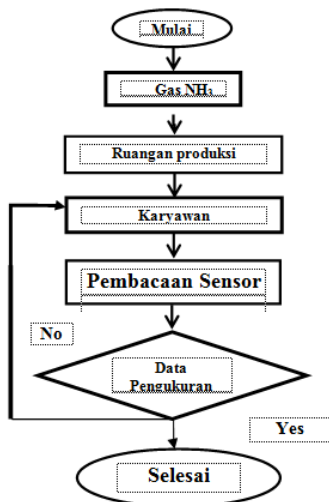 Mulai
Gas NH₃
Ruangan produksi
Karyawan
Pembacaan Sensor
No
Data
Pengukuran
Yes
Selesai